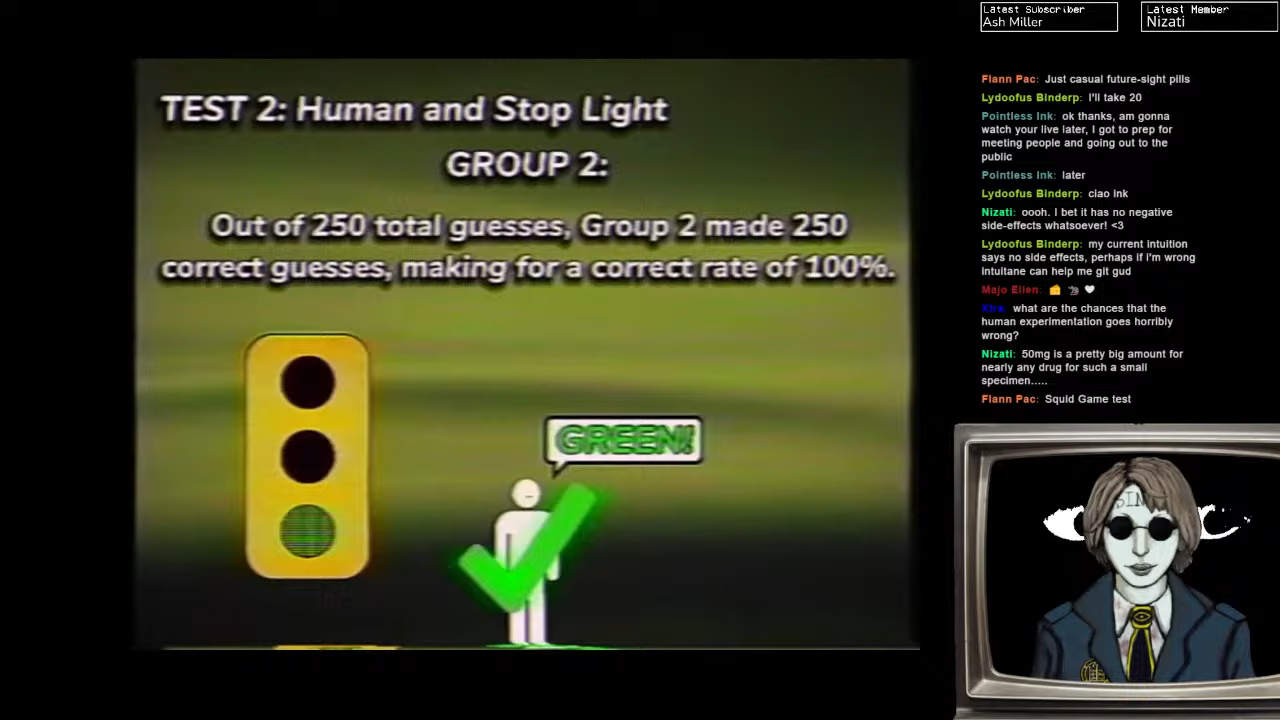 Latest Subscriber
Ash Miller
Latest Member
Nizati
TEST 2: Human and Stop Light
GROUP 2:
Out of 250 total guesses, Group 2 made 250
correct guesses, making for a correct rate of 100%.
GREEN!
Flann Pac: Just casual future-sight pills
Lydoofus Binderp: I'll take 20
Pointless Ink: ok thanks, am gonna
watch your live later, I got to prep for
meeting people and going out to the
public
Pointless Ink: later
Lydoofus Binderp: ciao ink
Nizati: oooh. I bet it has no negative
side-effects whatsoever! <3
Lydoofus Binderp: my current intuition
says no side effects, perhaps if I'm wrong
intuitane can help me git gud
Majo Ellen:
what are the chances that the
human experimentation goes horribly
wrong?
Nizati: 50mg is a pretty big amount for
nearly any drug for such a small
specimen.....
Flann Pac: Squid Game test
SIN